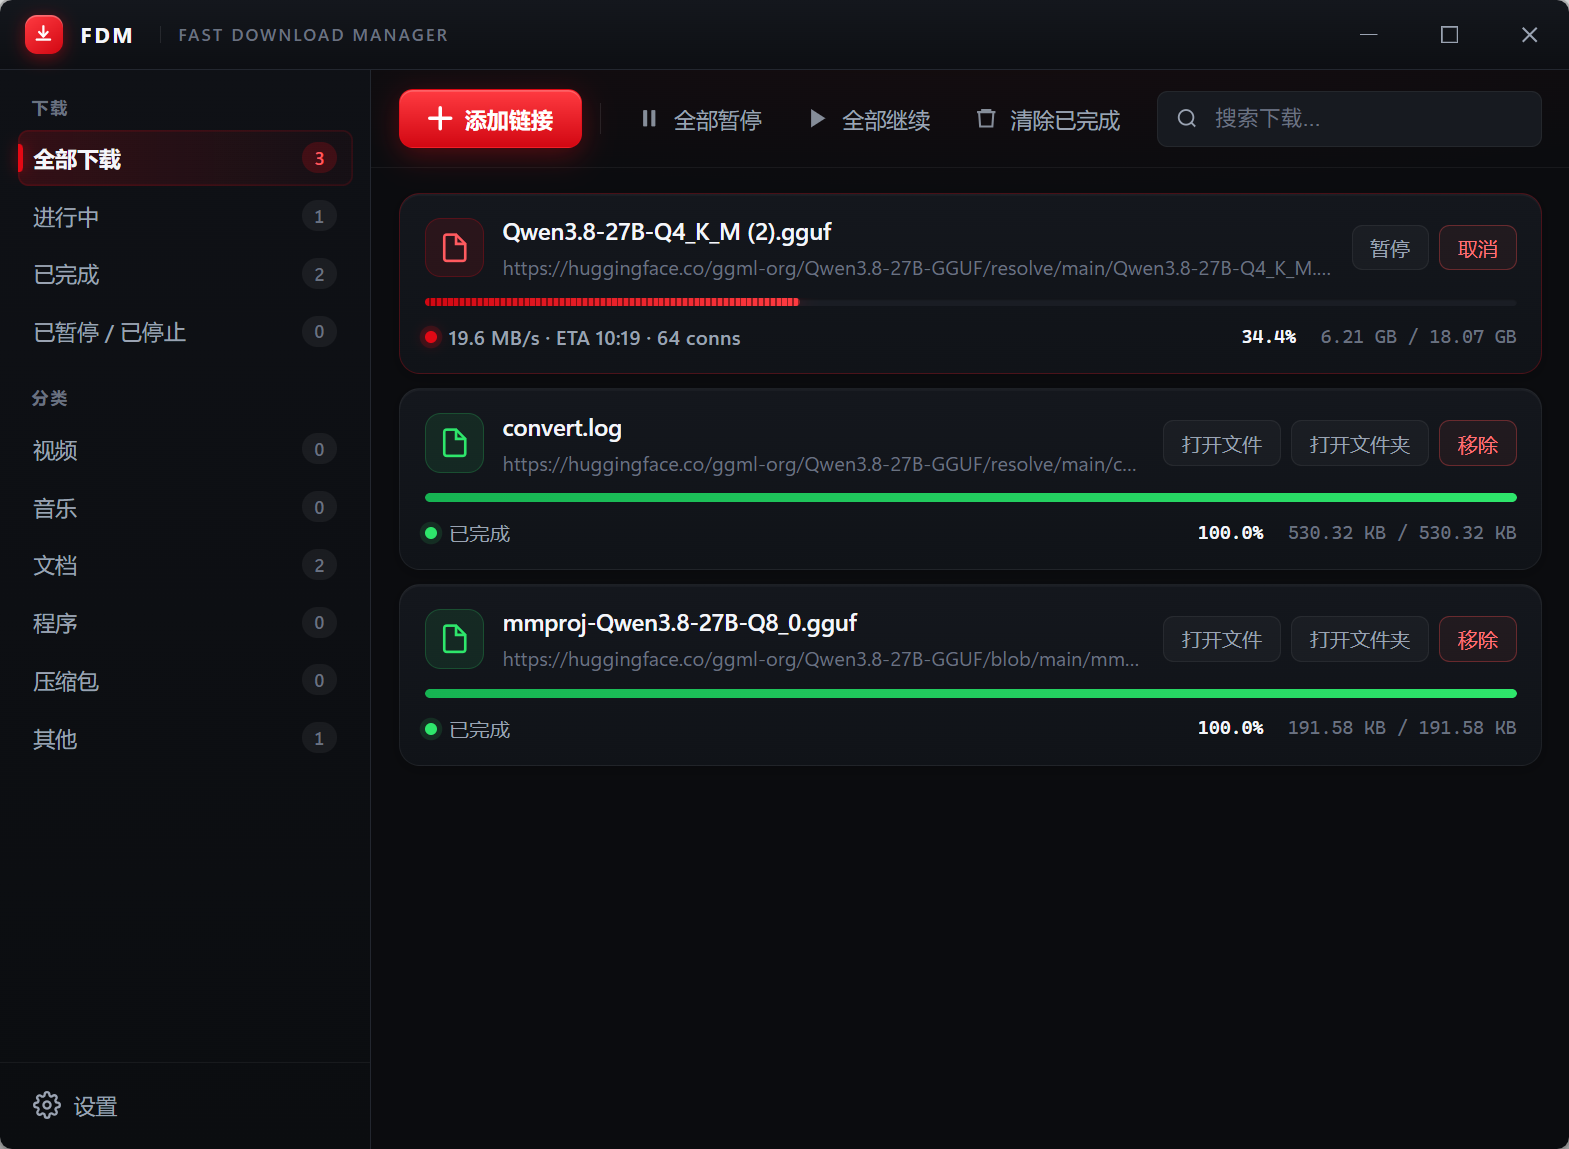 FDM
FAST DOWNLOAD MANAGER
下载
全部下载 3
进行中 1
已完成 2
已暂停 / 已停止 0
分类
视频 0
音乐 0
文档 2
程序 0
压缩包 0
其他 1
设置
添加链接
全部暂停
全部继续
清除已完成
搜索下载...
Qwen3.8-27B-Q4_K_M (2).gguf
https://huggingface.co/ggml-org/Qwen3.8-27B-GGUF/resolve/main/Qwen3.8-27B-Q4_K_M....
暂停
取消
19.6 MB/s · ETA 10:19 · 64 conns
34.4% 6.21 GB / 18.07 GB
convert.log
https://huggingface.co/ggml-org/Qwen3.8-27B-GGUF/resolve/main/c...
打开文件
打开文件夹
移除
已完成
100.0% 530.32 KB / 530.32 KB
mmproj-Qwen3.8-27B-Q8_0.gguf
https://huggingface.co/ggml-org/Qwen3.8-27B-GGUF/blob/main/mm...
打开文件
打开文件夹
移除
已完成
100.0% 191.58 KB / 191.58 KB